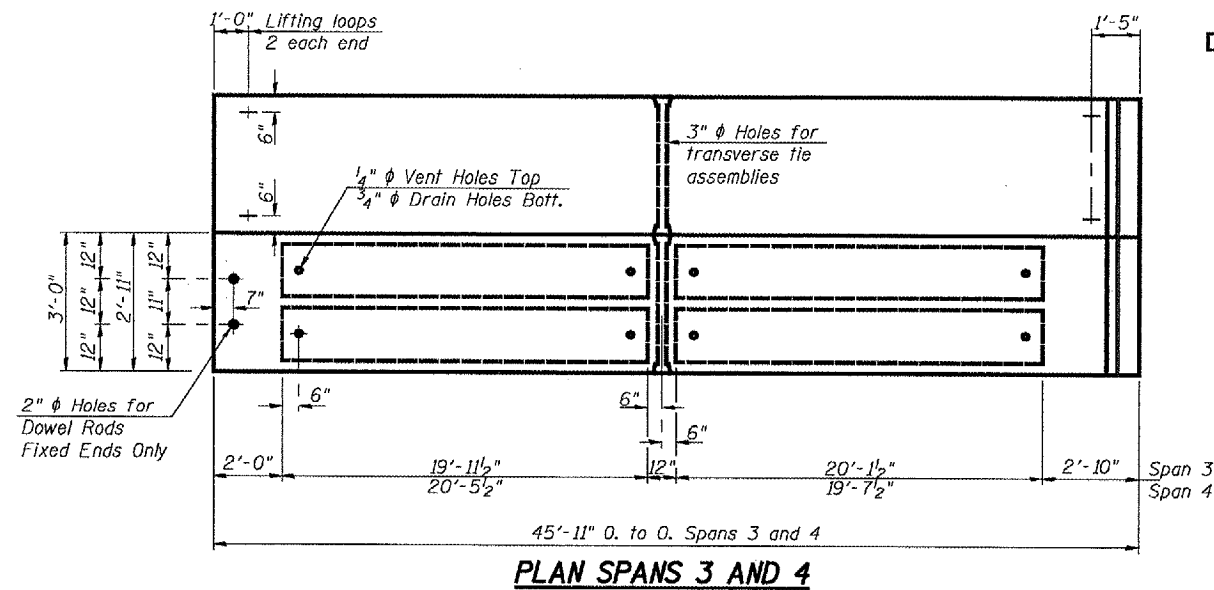 1'-0"
Lifting loops
2 each end
1'-5"
D
6"
6"
3" ϕ Holes for
transverse tie
assemblies
1/4" ϕ Vent Holes Top
3/4" ϕ Drain Holes Bott.
3'-0"
12"
12"
12"
2'-11"
12"
11"
12"
7"
2" ϕ Holes for
Dowel Rods
Fixed Ends Only
6"
6"
6"
2'-0"
19'-11 1/2"
20'-5 1/2"
12"
20'-1 1/2"
19'-7 1/2"
2'-10"
Span 3
Span 4
45'-11" O. to O. Spans 3 and 4
PLAN SPANS 3 AND 4